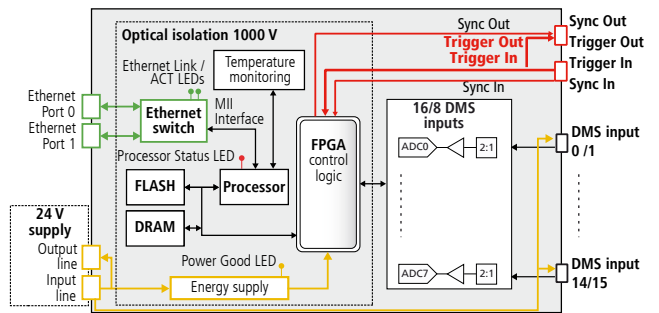 Optical isolation 1000 V
Sync Out
Sync Out
Trigger Out
Trigger Out
Trigger In
Trigger In
Sync In
Sync In
Ethernet Link /
ACT LEDs
Temperature
monitoring
Ethernet
Port 0
Ethernet
Port 1
Ethernet
switch
MII
Interface
16/8 DMS
inputs
FPGA
control
logic
ADC0
2:1
DMS input
0 /1
Processor Status LED
FLASH
Processor
DRAM
24 V
supply
Output
line
Input
line
Power Good LED
Energy supply
ADC7
2:1
DMS input
14/15